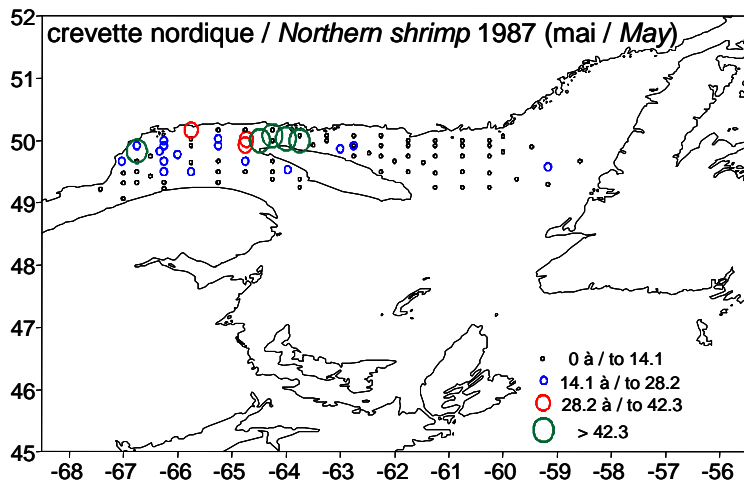 crevette nordique / Northern shrimp 1987 (mai / May)
52
51
50
49
48
47
46
45
0 à / to 14.1
14.1 à / to 28.2
28.2 à / to 42.3
> 42.3
-68 -67 -66 -65 -64 -63 -62 -61 -60 -59 -58 -57 -56